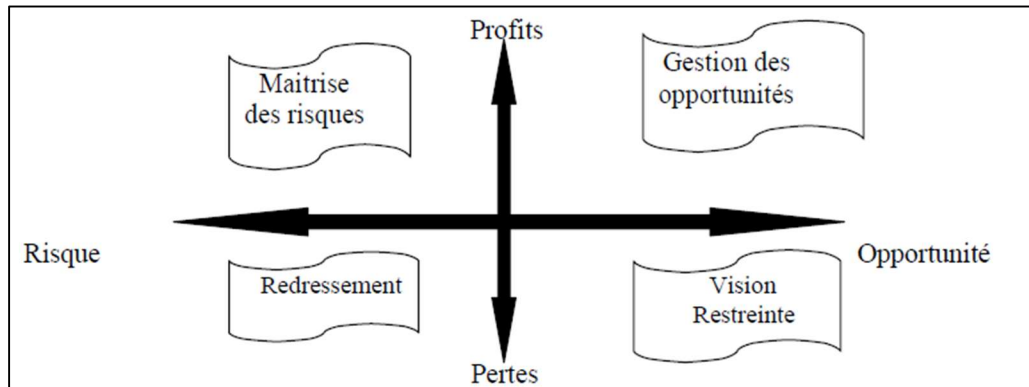 Profits
Maitrise
des risques
Gestion des
opportunités
Risque
Opportunité
Redressement
Vision
Restreinte
Pertes